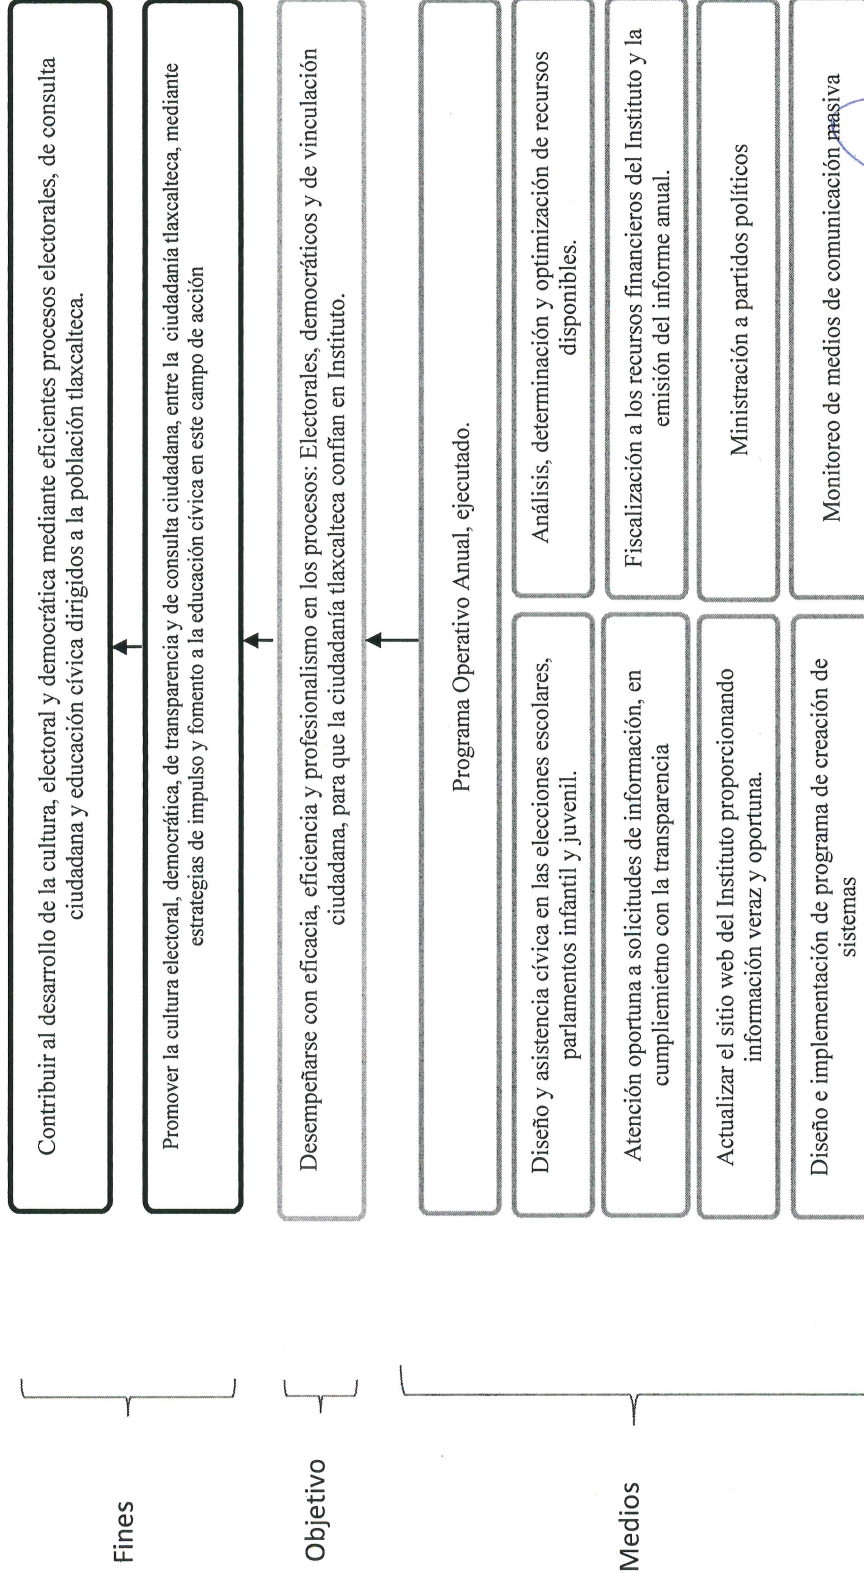 Fines
Contribuir al desarrollo de la cultura, electoral y democrática mediante eficientes procesos electorales, de consulta
ciudadana y educación cívica dirigidos a la población tlaxcalteca.
Promover la cultura electoral, democrática, de transparencia y de consulta ciudadana, entre la ciudadanía tlaxcalteca, mediante
estrategias de impulso y fomento a la educación cívica en este campo de acción
Objetivo
Desempeñarse con eficacia, eficiencia y profesionalismo en los procesos: Electorales, democráticos y de vinculación
ciudadana, para que la ciudadanía tlaxcalteca confían en Instituto.
Medios
Programa Operativo Anual, ejecutado.
Diseño y asistencia cívica en las elecciones escolares,
parlamentos infantil y juvenil.
Análisis, determinación y optimización de recursos
disponibles.
Atención oportuna a solicitudes de información, en
cumpliemietno con la transparencia
Fiscalización a los recursos financieros del Instituto y la
emisión del informe anual.
Actualizar el sitio web del Instituto proporcionando
información veraz y oportuna.
Ministración a partidos políticos
Diseño e implementación de programa de creación de
sistemas
Monitoreo de medios de comunicación masiva